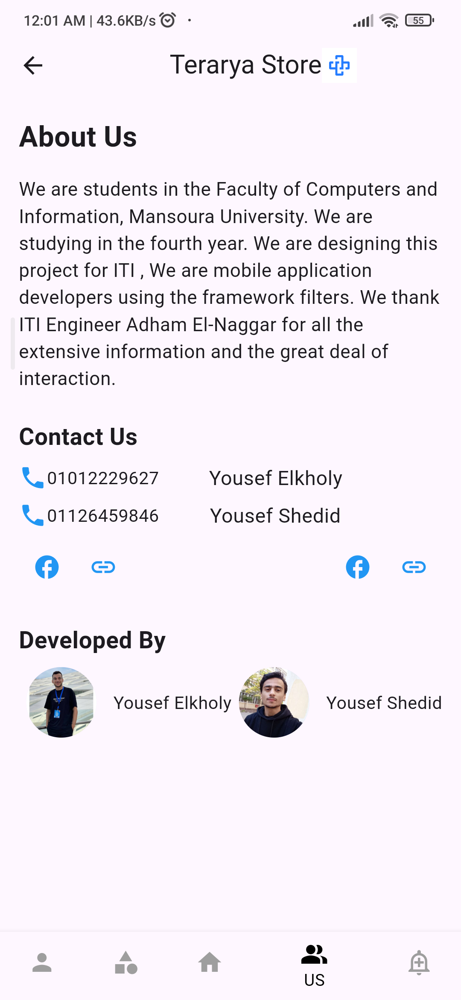 12:01 AM | 43.6KB/s
55
Terarya Store
About Us
We are students in the Faculty of Computers and
Information, Mansoura University. We are
studying in the fourth year. We are designing this
project for ITI , We are mobile application
developers using the framework filters. We thank
ITI Engineer Adham El-Naggar for all the
extensive information and the great deal of
interaction.
Contact Us
01012229627 Yousef Elkholy
01126459846 Yousef Shedid
Developed By
Yousef Elkholy Yousef Shedid
US